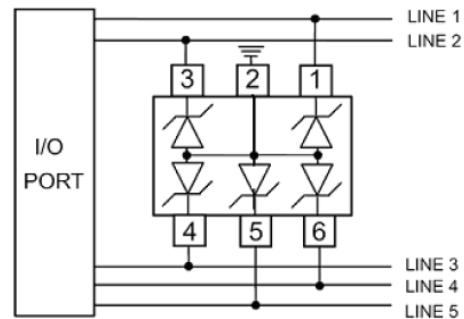 LINE 1
LINE 2
3 2 1
I/O
PORT
4 5 6
LINE 3
LINE 4
LINE 5